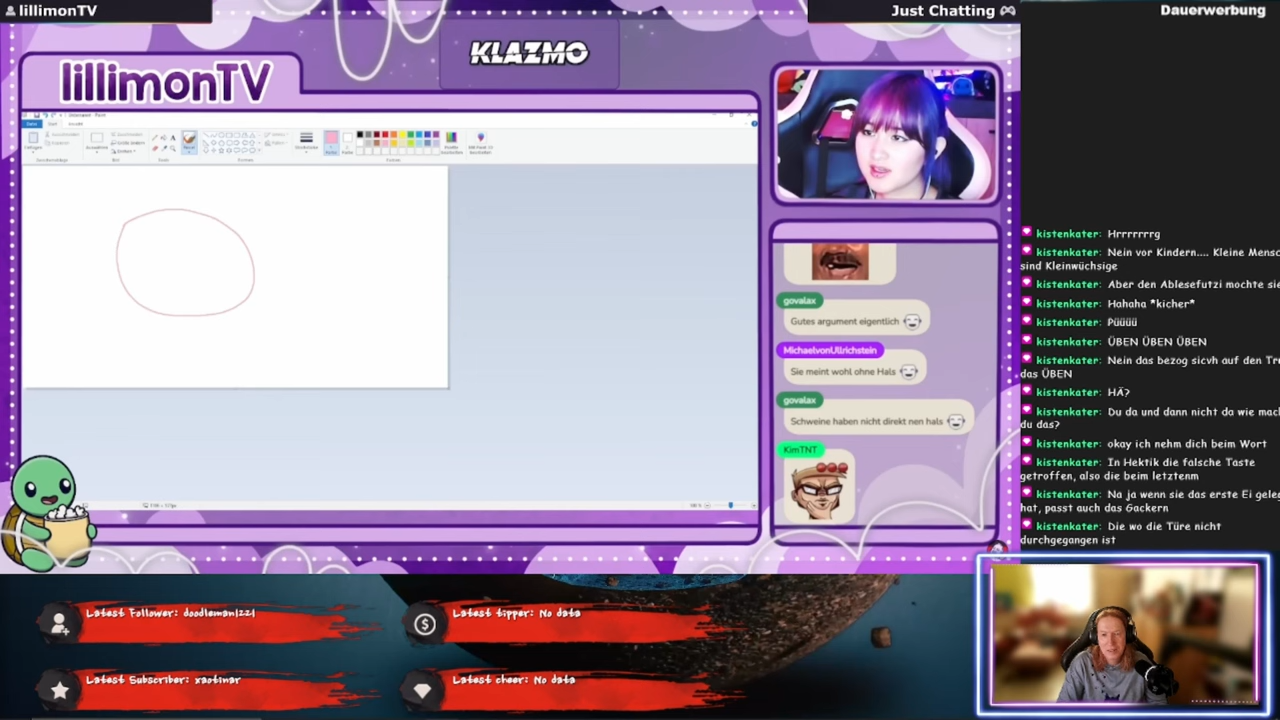 lillimonTV
Just Chatting
Dauerwerbung
KLAZMO
lillimonTV
govalax
Gutes argument eigentlich
MichaelvonUllrichstein
Sie meint wohl ohne Hals
govalax
Schweine haben nicht direkt nen hals
KimTNT
kistenkater: Hrrrrrrrg
kistenkater: Nein vor Kindern.... Kleine Mensc
sind Kleinwüchsige
kistenkater: Aber den Ablesefutzi mochte sie
kistenkater: Hahaha *kicher*
kistenkater: Püüüü
kistenkater: ÜBEN ÜBEN ÜBEN
kistenkater: Nein das bezog sicvh auf den Tre
das ÜBEN
kistenkater: HÄ?
kistenkater: Du da und dann nicht da wie mac
du das?
kistenkater: okay ich nehm dich beim Wort
kistenkater: In Hektik die falsche Taste
getroffen, also die beim letztenm
kistenkater: Na ja wenn sie das erste Ei geleg
hat, passt auch das Gackern
kistenkater: Die wo die Türe nicht
durchgegangen ist
Latest Follower: doodleman1221
Latest tipper: No data
Latest Subscriber: xaotinar
Latest cheer: No data